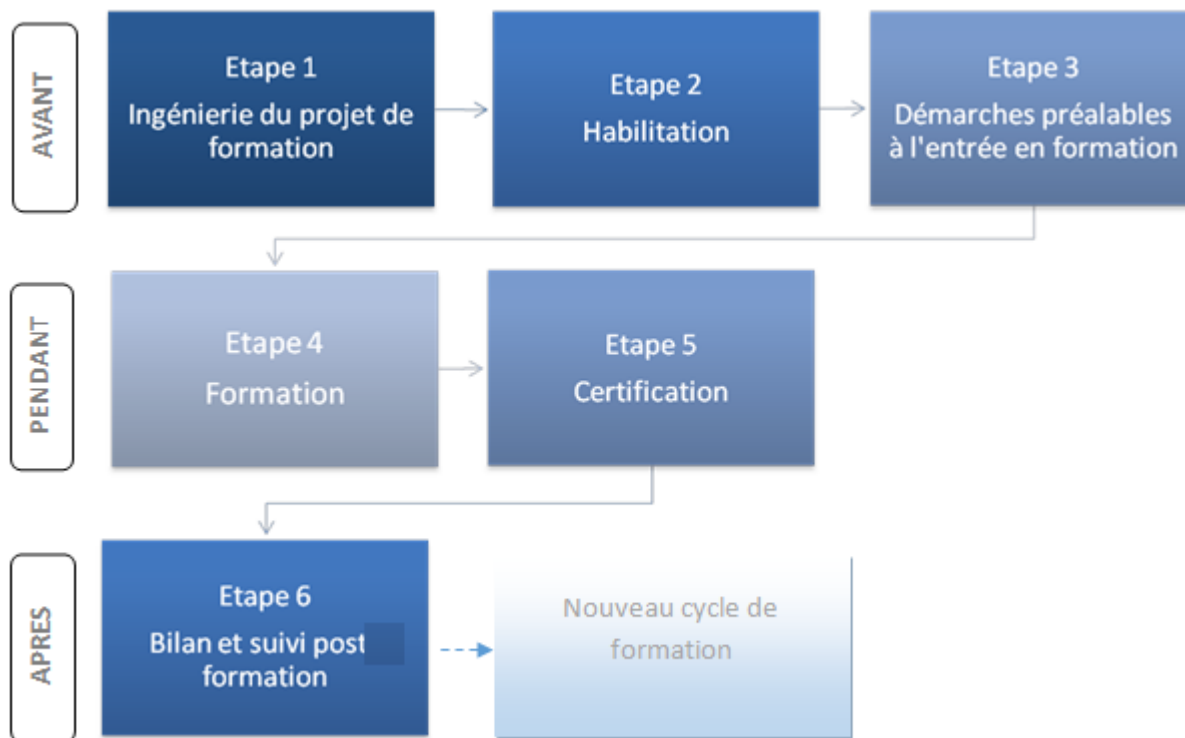 AVANT
Etape 1
Ingénierie du projet de
formation
Etape 2
Habilitation
Etape 3
Démarches préalables
à l'entrée en formation
PENDANT
Etape 4
Formation
Etape 5
Certification
APRES
Etape 6
Bilan et suivi post
formation
Nouveau cycle de
formation